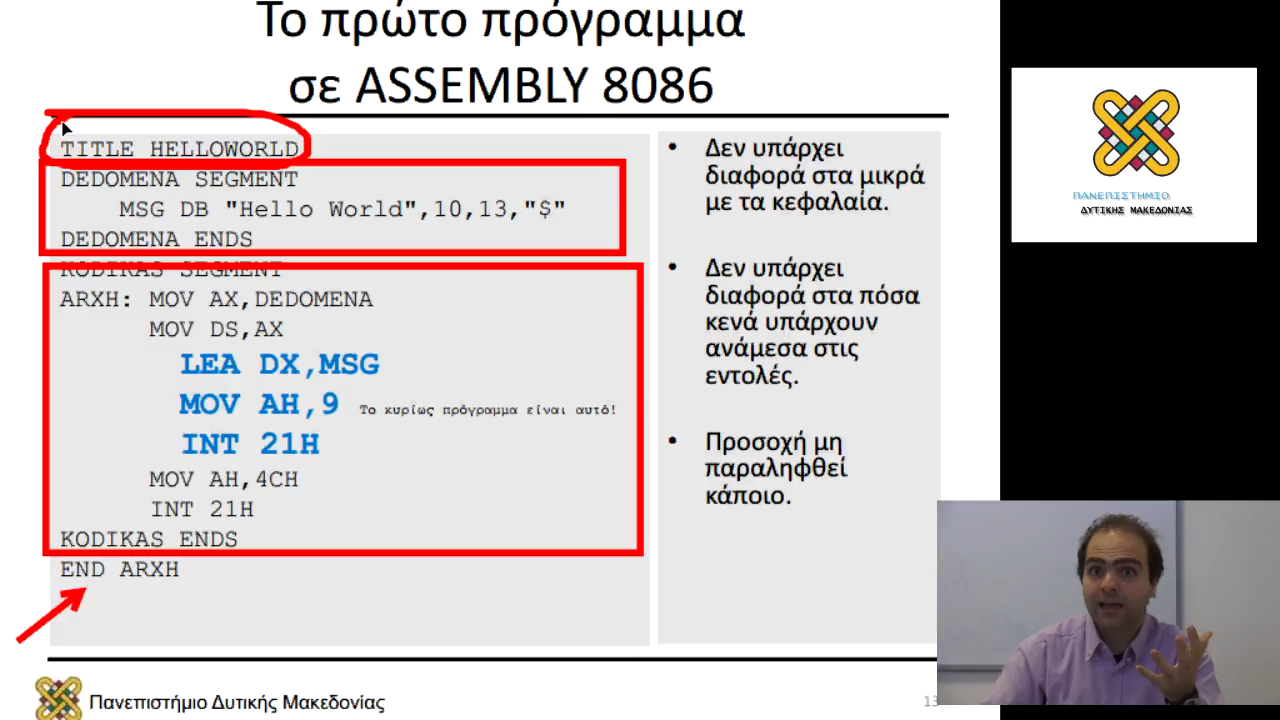 Το πρώτο πρόγραμμα
σε ASSEMBLY 8086
TITLE HELLOWORLD
DEDOMENA SEGMENT
MSG DB "Hello World",10,13,"$"
DEDOMENA ENDS
KODIKAS SEGMENT
ARXH: MOV AX,DEDOMENA
MOV DS,AX
LEA DX,MSG
MOV AH,9 Το κυρίως πρόγραμμα είναι αυτό!
INT 21H
MOV AH,4CH
INT 21H
KODIKAS ENDS
END ARXH
• Δεν υπάρχει
διαφορά στα μικρά
με τα κεφαλαία.
• Δεν υπάρχει
διαφορά στα πόσα
κενά υπάρχουν
ανάμεσα στις
εντολές.
• Προσοχή μη
παραληφθεί
κάποιο.
Πανεπιστήμιο Δυτικής Μακεδονίας
13
ΠΑΝΕΠΙΣΤΗΜΙΟ
ΔΥΤΙΚΗΣ ΜΑΚΕΔΟΝΙΑΣ